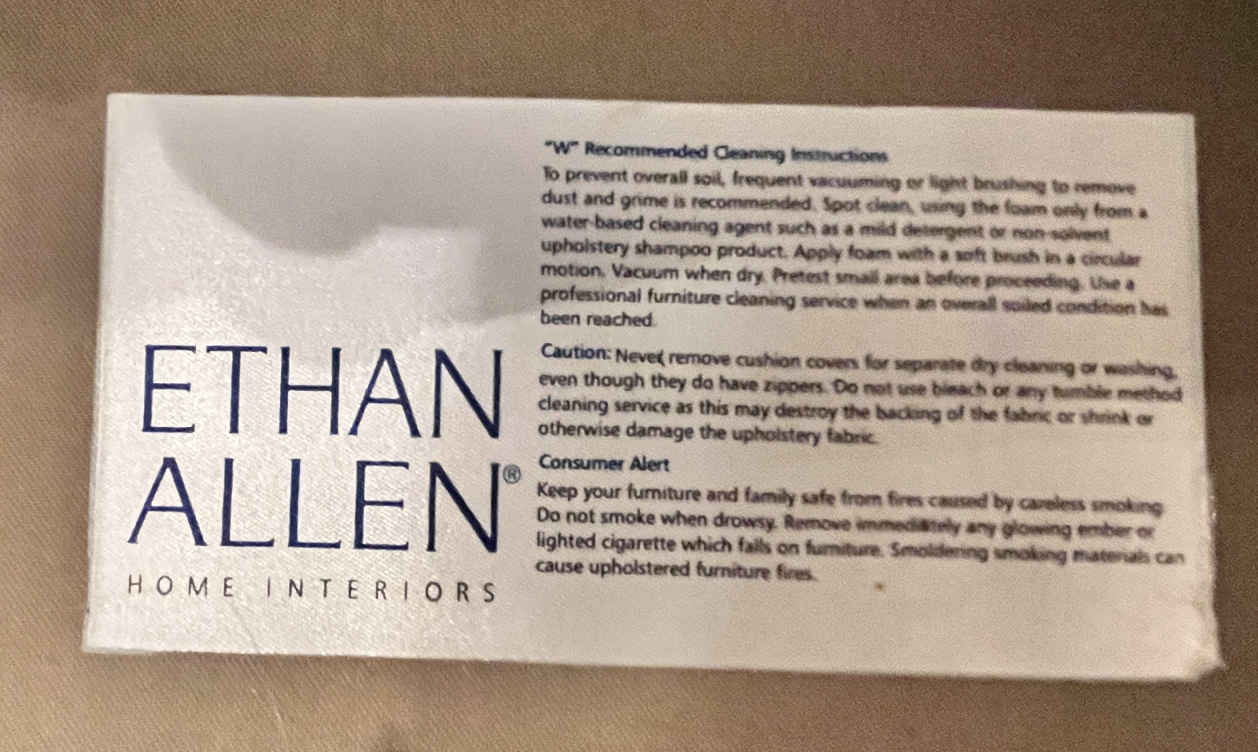 ETHAN
ALLEN®
HOME INTERIORS
"W" Recommended Cleaning Instructions
To prevent overall soil, frequent vacuuming or light brushing to remove
dust and grime is recommended. Spot clean, using the foam only from a
water-based cleaning agent such as a mild detergent or non-solvent
upholstery shampoo product. Apply foam with a soft brush in a circular
motion. Vacuum when dry. Pretest small area before proceeding. Use a
professional furniture cleaning service when an overall soiled condition has
been reached.
Caution: Never remove cushion covers for separate dry cleaning or washing,
even though they do have zippers. Do not use bleach or any tumble method
cleaning service as this may destroy the backing of the fabric or shrink or
otherwise damage the upholstery fabric.
Consumer Alert
Keep your furniture and family safe from fires caused by careless smoking.
Do not smoke when drowsy. Remove immediately any glowing ember or
lighted cigarette which falls on furniture. Smoldering smoking materials can
cause upholstered furniture fires.